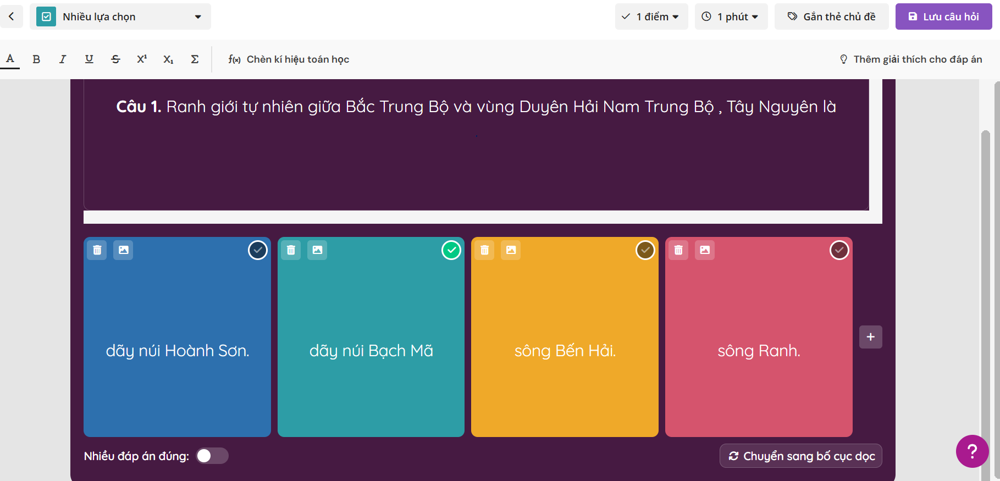 Nhiều lựa chọn
1 điểm
1 phút
Gắn thẻ chủ đề
Lưu câu hỏi
A B I U S X¹ X₁ Σ
f(x) Chèn kí hiệu toán học
Thêm giải thích cho đáp án
Câu 1. Ranh giới tự nhiên giữa Bắc Trung Bộ và vùng Duyên Hải Nam Trung Bộ , Tây Nguyên là
dãy núi Hoành Sơn.
dãy núi Bạch Mã
sông Bến Hải.
sông Ranh.
+
Nhiều đáp án đúng:
Chuyển sang bố cục dọc
?